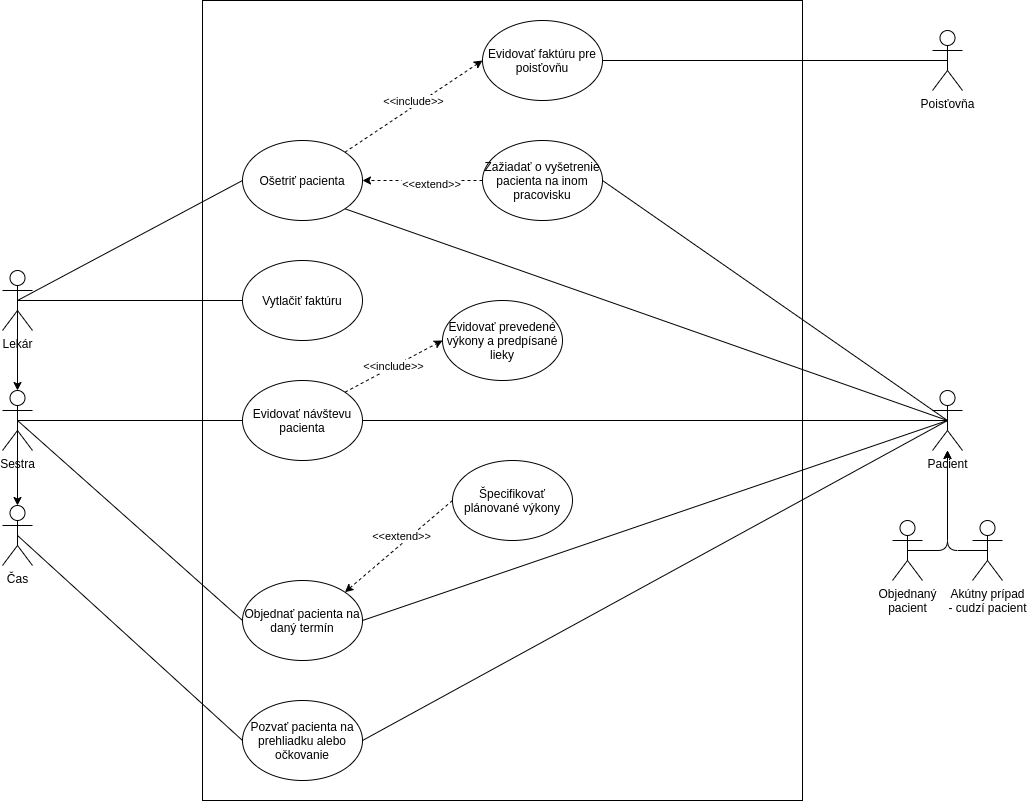 Evidovať faktúru pre
poisťovňu
Poisťovňa
<<include>>
Ošetriť pacienta
<<extend>>
Zažiadať o vyšetrenie
pacienta na inom
pracovisku
Lekár
Vytlačiť faktúru
Evidovať prevedené
výkony a predpísané
lieky
<<include>>
Sestra
Evidovať návštevu
pacienta
Pacient
Špecifikovať
plánované výkony
<<extend>>
Čas
Objednaný
pacient
Akútny prípad
- cudzí pacient
Objednať pacienta na
daný termín
Pozvať pacienta na
prehliadku alebo
očkovanie